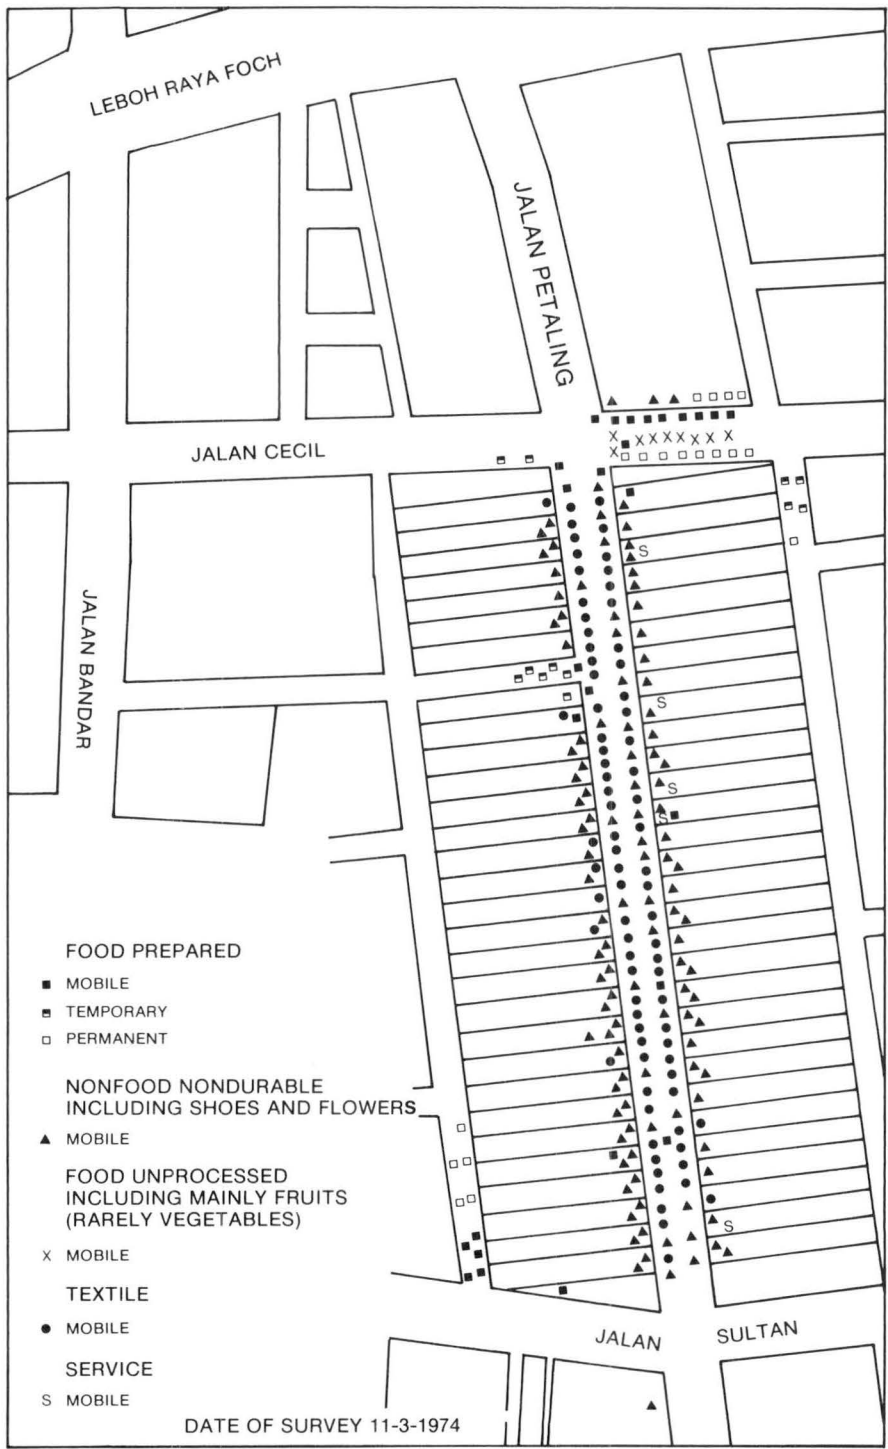 LEBOH RAYA FOCH
JALAN PETALING
JALAN CECIL
JALAN BANDAR
S
S
S
S
S
X
X X X X X X X
X
FOOD PREPARED
MOBILE
TEMPORARY
PERMANENT
NONFOOD NONDURABLE
INCLUDING SHOES AND FLOWERS
MOBILE
FOOD UNPROCESSED
INCLUDING MAINLY FRUITS
(RARELY VEGETABLES)
X MOBILE
TEXTILE
MOBILE
SERVICE
S MOBILE
JALAN SULTAN
DATE OF SURVEY 11-3-1974